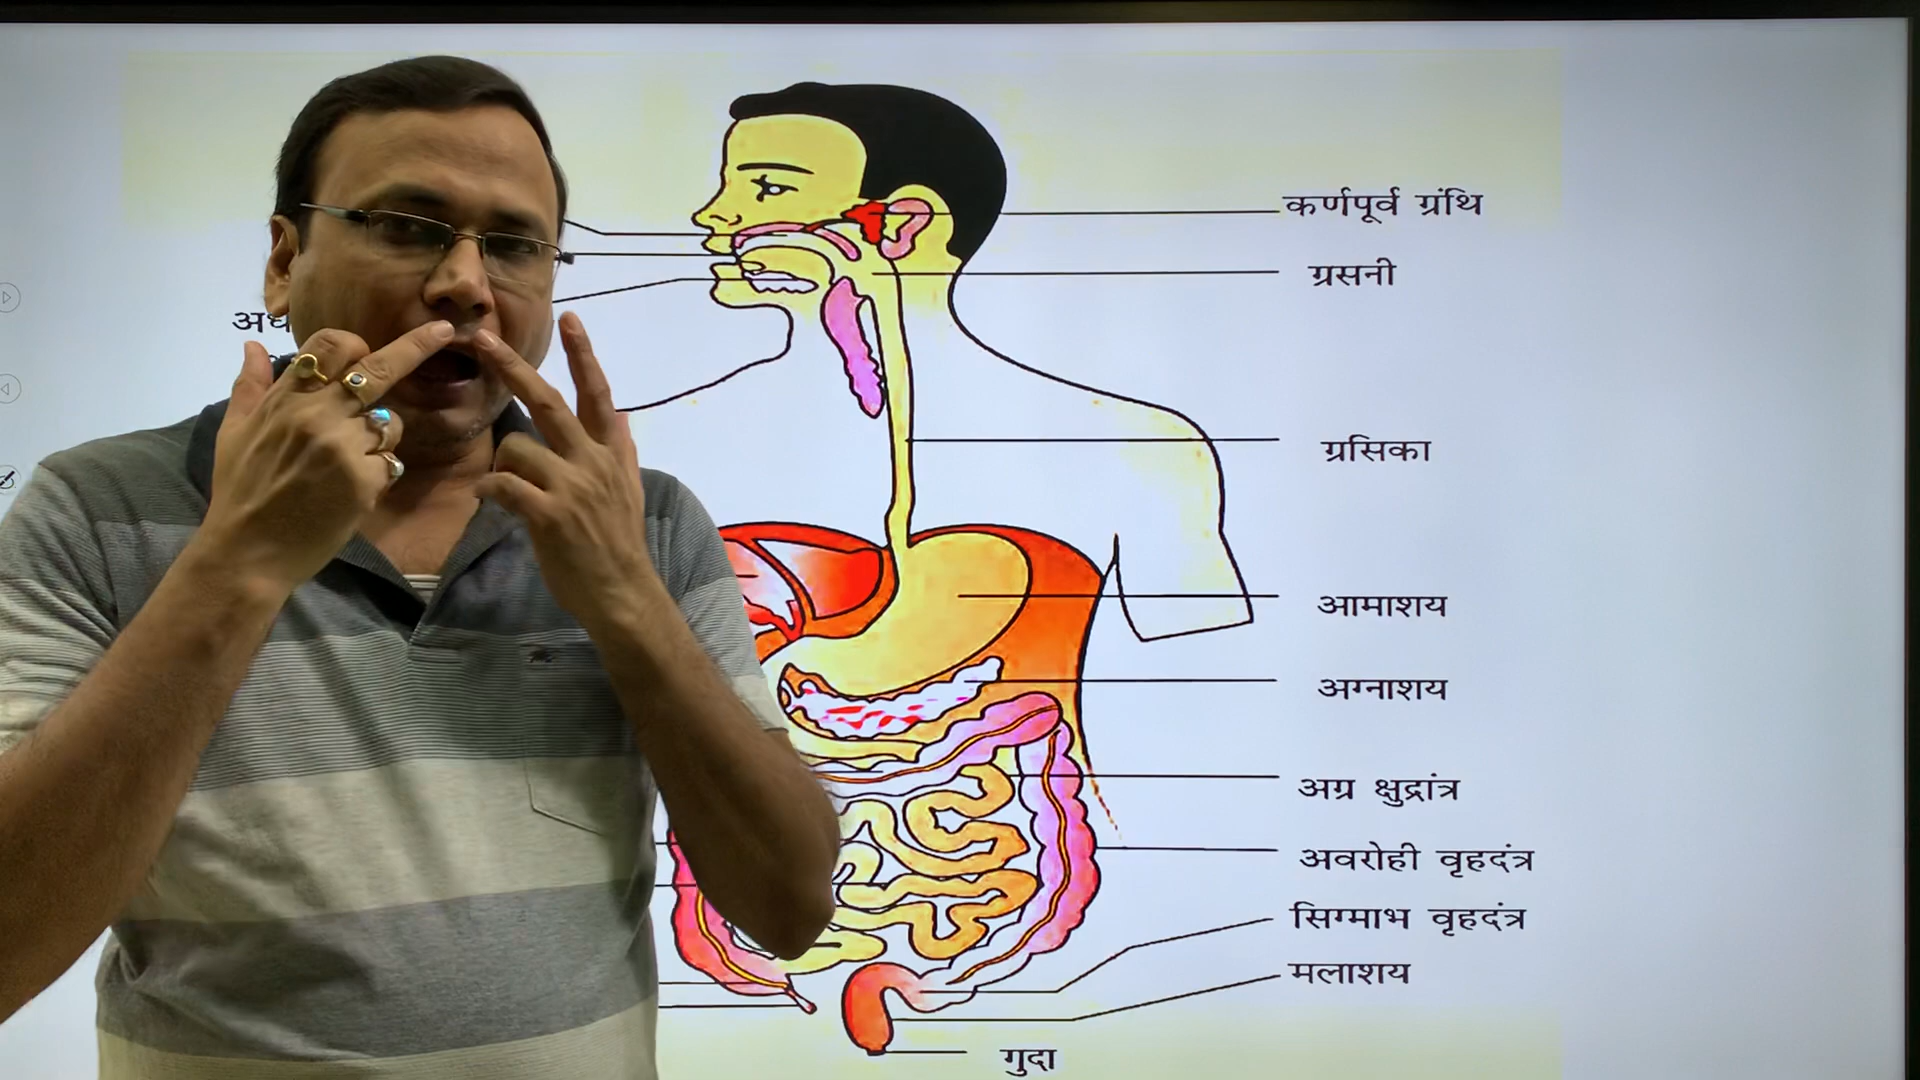 कर्णपूर्व ग्रंथि
ग्रसनी
ग्रसिका
आमाशय
अग्नाशय
अग्र क्षुद्रांत्र
अवरोही वृहदंत्र
सिग्माभ वृहदंत्र
मलाशय
गुदा